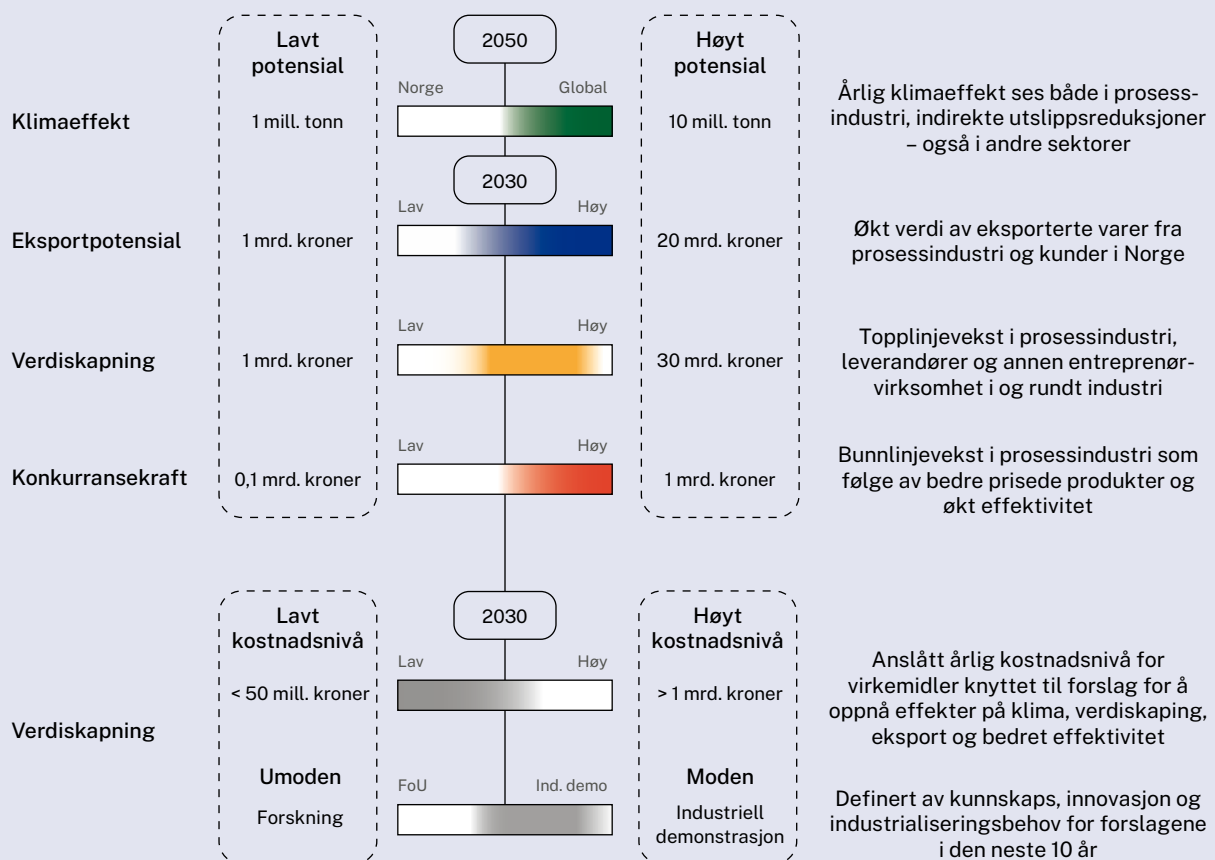 Lavt
potensial
2050
Høyt
potensial
Norge
Global
Klimaeffekt
1 mill. tonn
10 mill. tonn
Årlig klimaeffekt ses både i prosess-
industri, indirekte utslippsreduksjoner
– også i andre sektorer
2030
Lav
Høy
Eksportpotensial
1 mrd. kroner
20 mrd. kroner
Økt verdi av eksporterte varer fra
prosessindustri og kunder i Norge
Lav
Høy
Verdiskapning
1 mrd. kroner
30 mrd. kroner
Topplinjevekst i prosessindustri,
leverandører og annen entreprenør-
virksomhet i og rundt industri
Lav
Høy
Konkurransekraft
0,1 mrd. kroner
1 mrd. kroner
Bunnlinjevekst i prosessindustri som
følge av bedre prisede produkter og
økt effektivitet
Lavt
kostnadsnivå
2030
Høyt
kostnadsnivå
Lav
Høy
< 50 mill. kroner
> 1 mrd. kroner
Anslått årlig kostnadsnivå for
virkemidler knyttet til forslag for å
oppnå effekter på klima, verdiskaping,
eksport og bedret effektivitet
Verdiskapning
Umoden
Forskning
FoU
Ind. demo
Moden
Industriell
demonstrasjon
Definert av kunnskaps, innovasjon og
industrialiseringsbehov for forslagene
i den neste 10 år